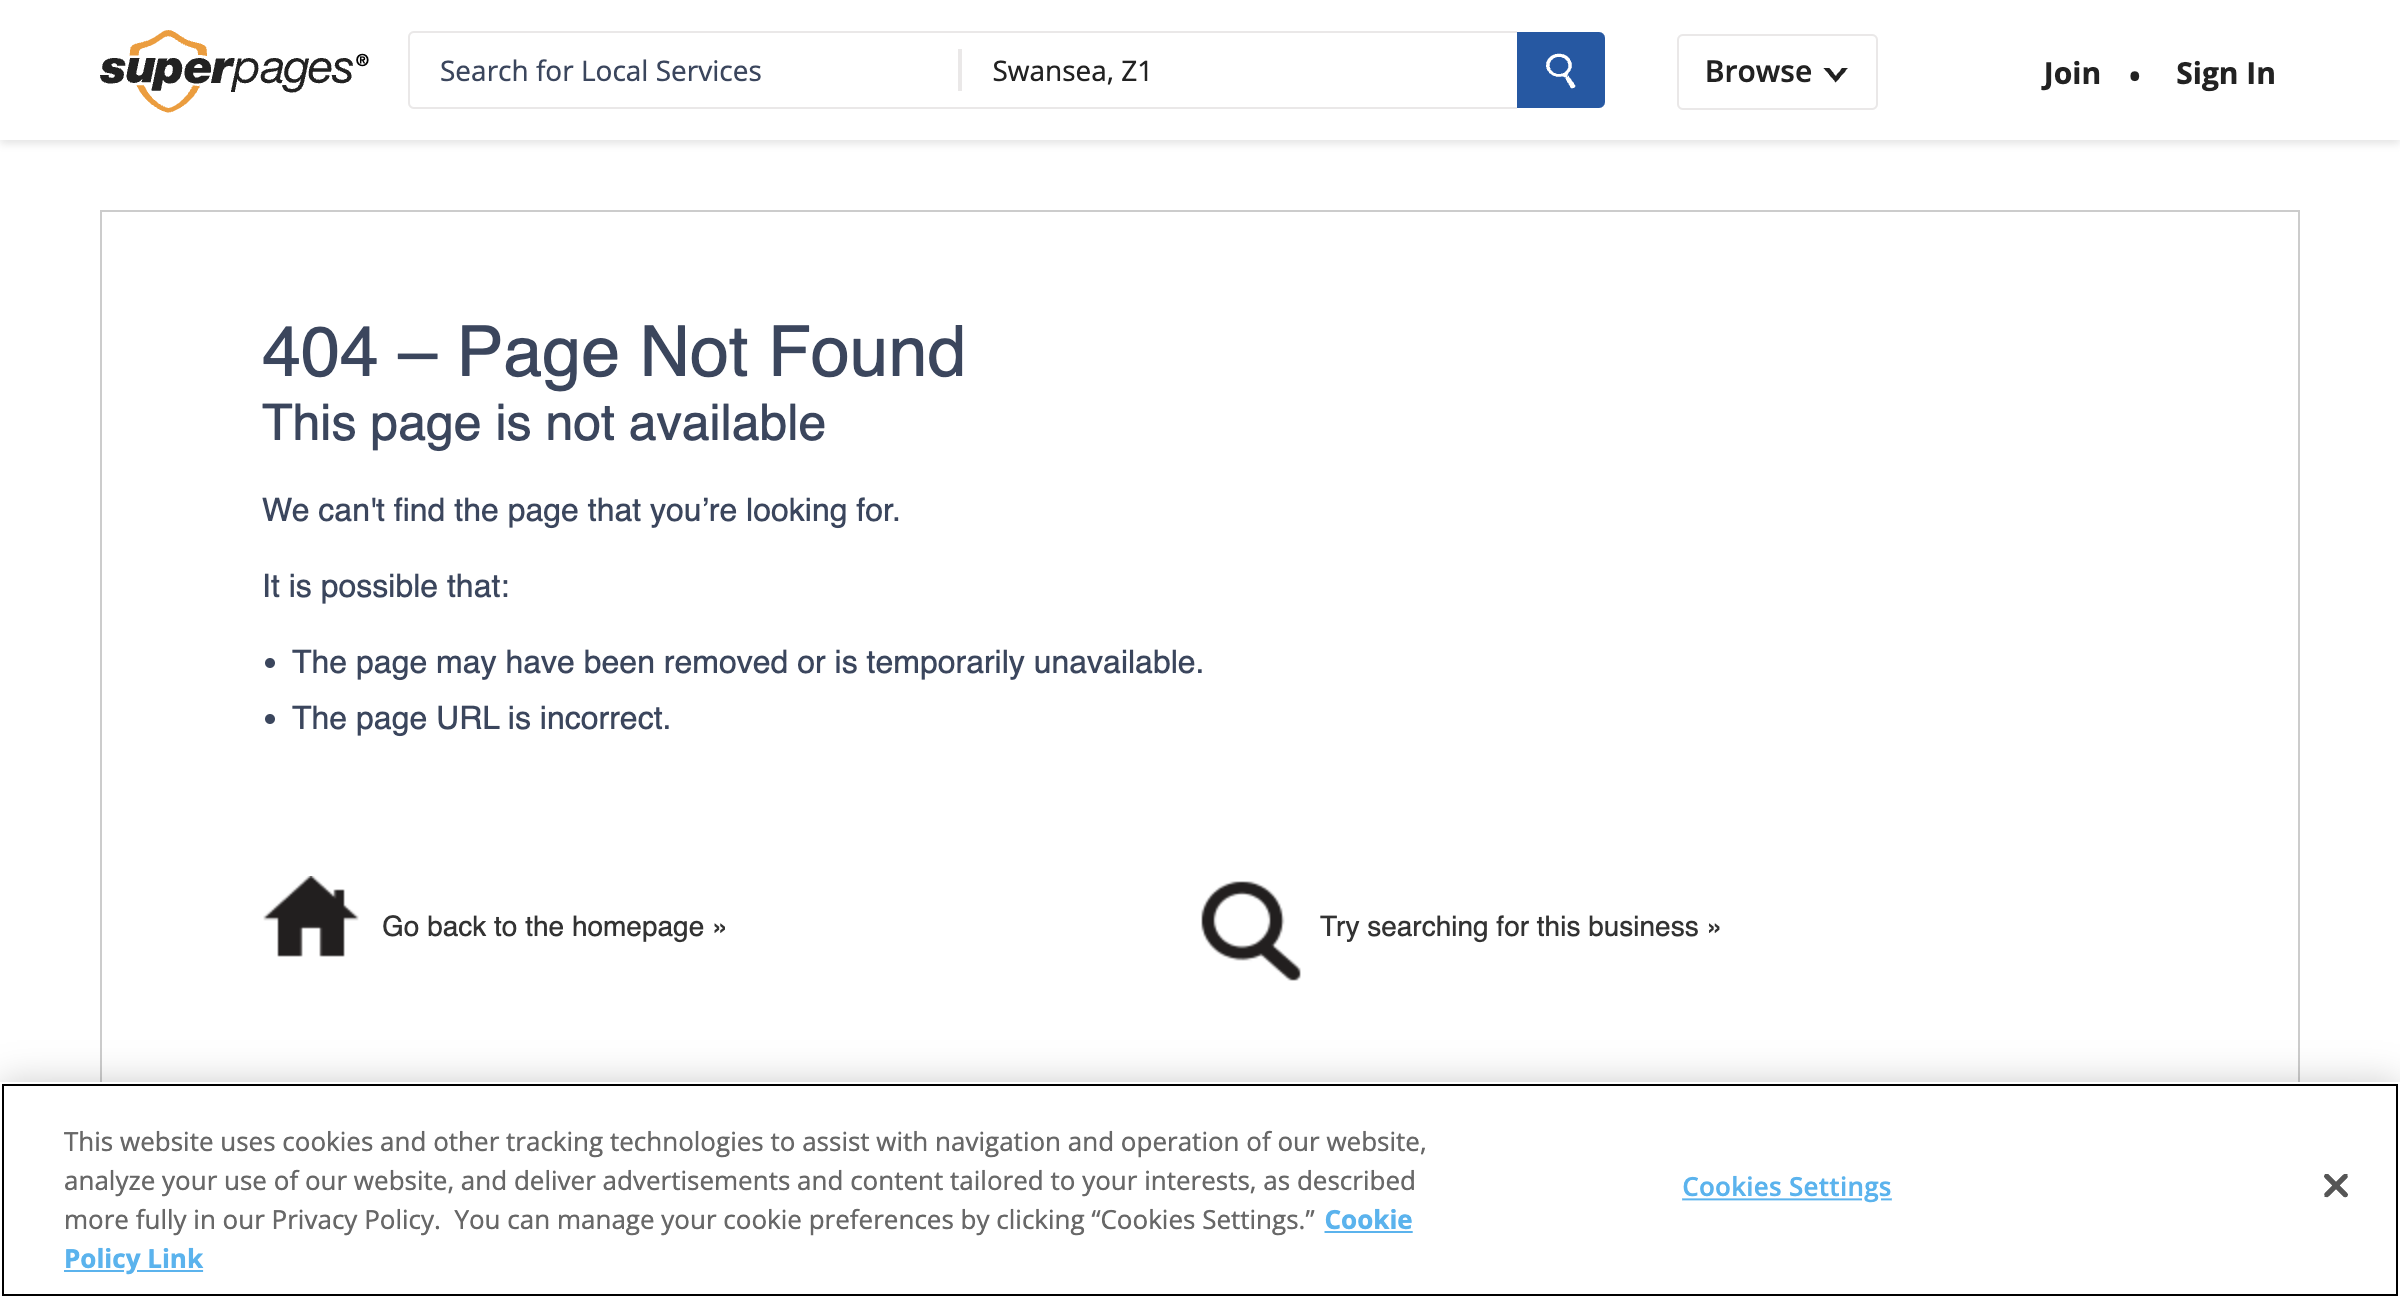 superpages®
Search for Local Services
Swansea, Z1
Browse
Join • Sign In
404 – Page Not Found
This page is not available
We can't find the page that you’re looking for.
It is possible that:
• The page may have been removed or is temporarily unavailable.
• The page URL is incorrect.
Go back to the homepage »
Try searching for this business »
This website uses cookies and other tracking technologies to assist with navigation and operation of our website,
analyze your use of our website, and deliver advertisements and content tailored to your interests, as described
more fully in our Privacy Policy.  You can manage your cookie preferences by clicking “Cookies Settings.” Cookie
Policy Link
Cookies Settings